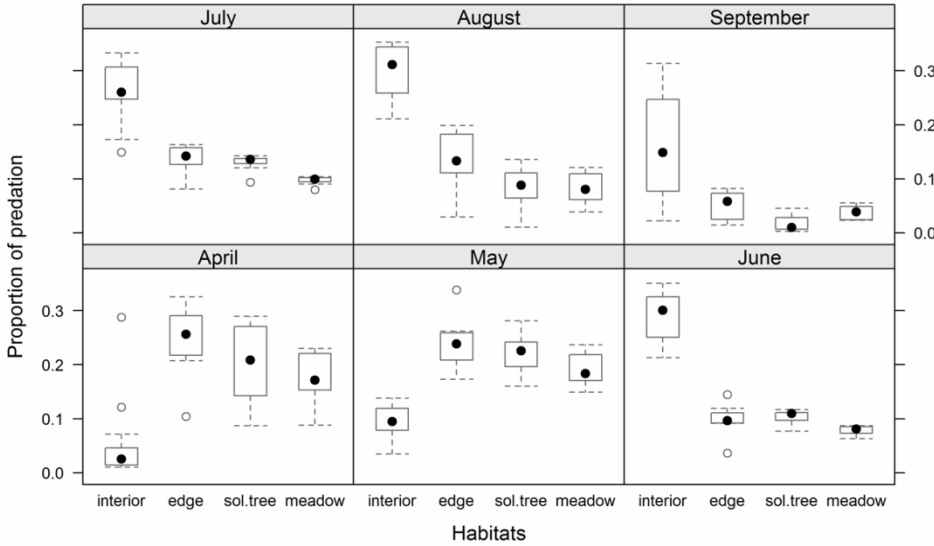 July August September
0.3
0.2
0.1
0.0
April May June
0.3
0.2
0.1
0.0
interior edge sol.tree meadow interior edge sol.tree meadow interior edge sol.tree meadow
Habitats
Proportion of predation